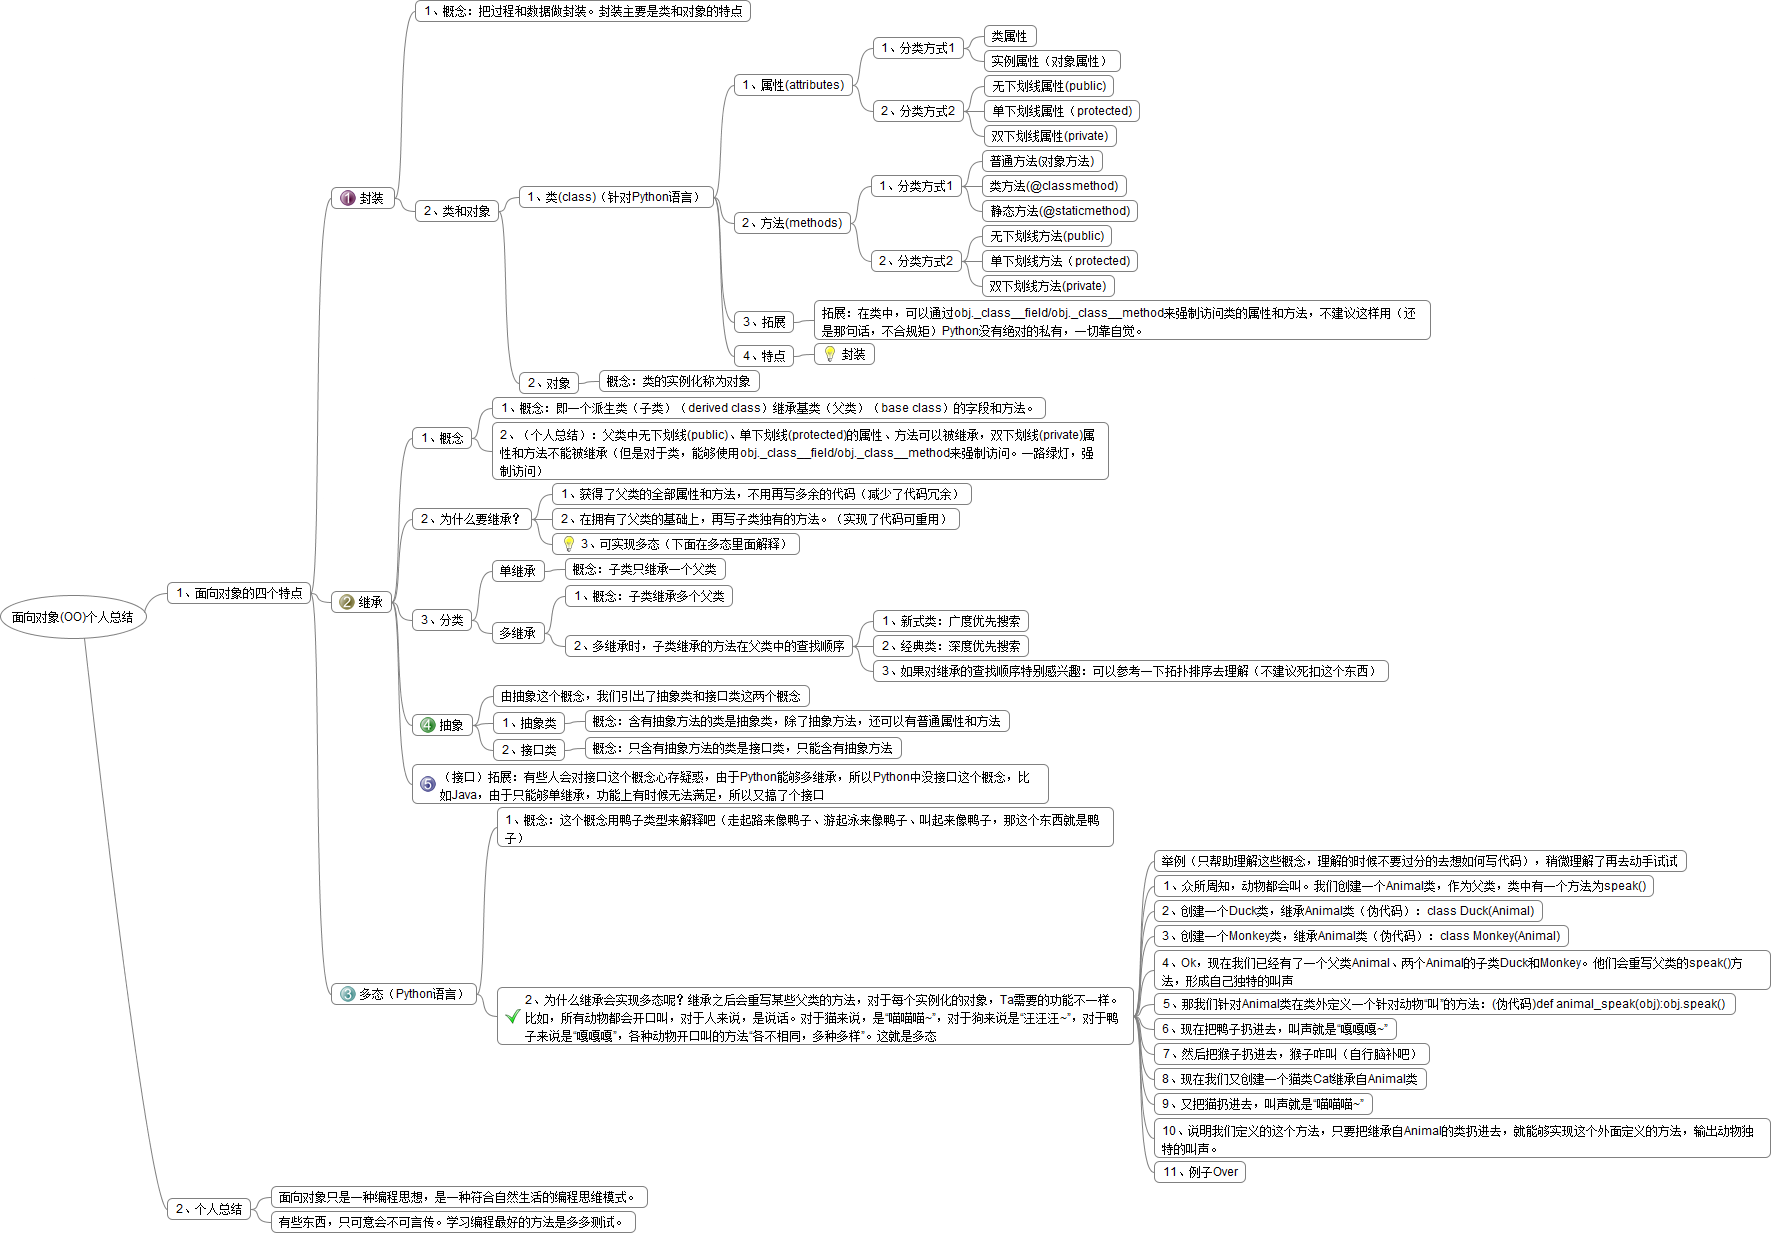 面向对象(OO)个人总结
1、面向对象的四个特点
1 封装
1、概念：把过程和数据做封装。封装主要是类和对象的特点
2、类和对象
1、类(class)（针对Python语言）
1、属性(attributes)
1、分类方式1
类属性
实例属性（对象属性）
2、分类方式2
无下划线属性(public)
单下划线属性（protected)
双下划线属性(private)
2、方法(methods)
1、分类方式1
普通方法(对象方法)
类方法(@classmethod)
静态方法(@staticmethod)
2、分类方式2
无下划线方法(public)
单下划线方法（protected)
双下划线方法(private)
3、拓展
拓展：在类中，可以通过obj._class__field/obj._class__method来强制访问类的属性和方法，不建议这样用（还
是那句话，不合规矩）Python没有绝对的私有，一切靠自觉。
4、特点
封装
2、对象
概念：类的实例化称为对象
2 继承
1、概念
1、概念：即一个派生类（子类）（derived class）继承基类（父类）（base class）的字段和方法。
2、（个人总结）：父类中无下划线(public)、单下划线(protected)的属性、方法可以被继承，双下划线(private)属
性和方法不能被继承（但是对于类，能够使用obj._class__field/obj._class__method来强制访问。一路绿灯，强
制访问）
2、为什么要继承？
1、获得了父类的全部属性和方法，不用再写多余的代码（减少了代码冗余）
2、在拥有了父类的基础上，再写子类独有的方法。（实现了代码可重用）
3、可实现多态（下面在多态里面解释）
3、分类
单继承
概念：子类只继承一个父类
多继承
1、概念：子类继承多个父类
2、多继承时，子类继承的方法在父类中的查找顺序
1、新式类：广度优先搜索
2、经典类：深度优先搜索
3、如果对继承的查找顺序特别感兴趣：可以参考一下拓扑排序去理解（不建议死扣这个东西）
4 抽象
由抽象这个概念，我们引出了抽象类和接口类这两个概念
1、抽象类
概念：含有抽象方法的类是抽象类，除了抽象方法，还可以有普通属性和方法
2、接口类
概念：只含有抽象方法的类是接口类，只能含有抽象方法
5 （接口）拓展：有些人会对接口这个概念心存疑惑，由于Python能够多继承，所以Python中没接口这个概念，比
如Java，由于只能够单继承，功能上有时候无法满足，所以又搞了个接口
3 多态（Python语言）
1、概念：这个概念用鸭子类型来解释吧（走起路来像鸭子、游起泳来像鸭子、叫起来像鸭子，那这个东西就是鸭
子）
2、为什么继承会实现多态呢？继承之后会重写某些父类的方法，对于每个实例化的对象，Ta需要的功能不一样。
比如，所有动物都会开口叫，对于人来说，是说话。对于猫来说，是“喵喵喵~”，对于狗来说是“汪汪汪~”，对于鸭
子来说是“嘎嘎嘎”，各种动物开口叫的方法“各不相同，多种多样”。这就是多态
举例（只帮助理解这些概念，理解的时候不要过分的去想如何写代码），稍微理解了再去动手试试
1、众所周知，动物都会叫。我们创建一个Animal类，作为父类，类中有一个方法为speak()
2、创建一个Duck类，继承Animal类（伪代码）：class Duck(Animal)
3、创建一个Monkey类，继承Animal类（伪代码）：class Monkey(Animal)
4、Ok，现在我们已经有了一个父类Animal、两个Animal的子类Duck和Monkey。他们会重写父类的speak()方
法，形成自己独特的叫声
5、那我们针对Animal类在类外定义一个针对动物“叫”的方法：(伪代码)def animal_speak(obj):obj.speak()
6、现在把鸭子扔进去，叫声就是“嘎嘎嘎~”
7、然后把猴子扔进去，猴子咋叫（自行脑补吧）
8、现在我们又创建一个猫类Cat继承自Animal类
9、又把猫扔进去，叫声就是“喵喵喵~”
10、说明我们定义的这个方法，只要把继承自Animal的类扔进去，就能够实现这个外面定义的方法，输出动物独
特的叫声。
11、例子Over
2、个人总结
面向对象只是一种编程思想，是一种符合自然生活的编程思维模式。
有些东西，只可意会不可言传。学习编程最好的方法是多多测试。